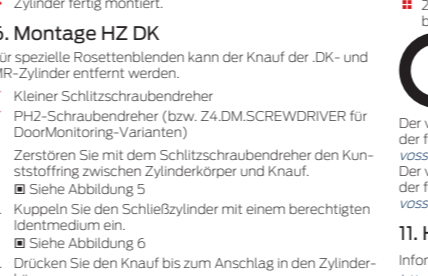 Zylinder fertig montiert.
6. Montage HZ DK
für spezielle Rosettenblenden kann der Knauf der .DK- und
MR-Zylinder entfernt werden.
Kleiner Schlitzschraubendreher
PH2-Schraubendreher (bzw. Z4.DM.SCREWDRIVER für
DoorMonitoring-Varianten)
Zerstören Sie mit dem Schlitzschraubendreher den Kun-
ststoffring zwischen Zylinderkörper und Knauf.
▣ Siehe Abbildung 5
Kuppeln Sie den Schließzylinder mit einem berechtigten
Identmedium ein.
▣ Siehe Abbildung 6
Drücken Sie den Knauf bis zum Anschlag in den Zylinder-
Der v
der f
voss
Der v
der f
voss
11. H
Infor